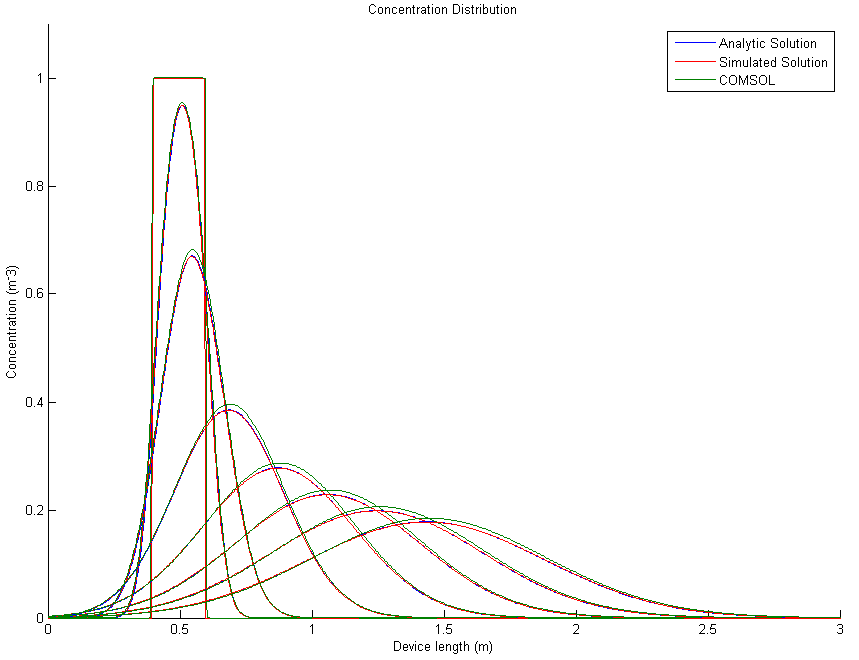 Concentration Distribution
Analytic Solution
Simulated Solution
COMSOL
Concentration (m-3)
1
0.8
0.6
0.4
0.2
0
0 0.5 1 1.5 2 2.5 3
Device length (m)